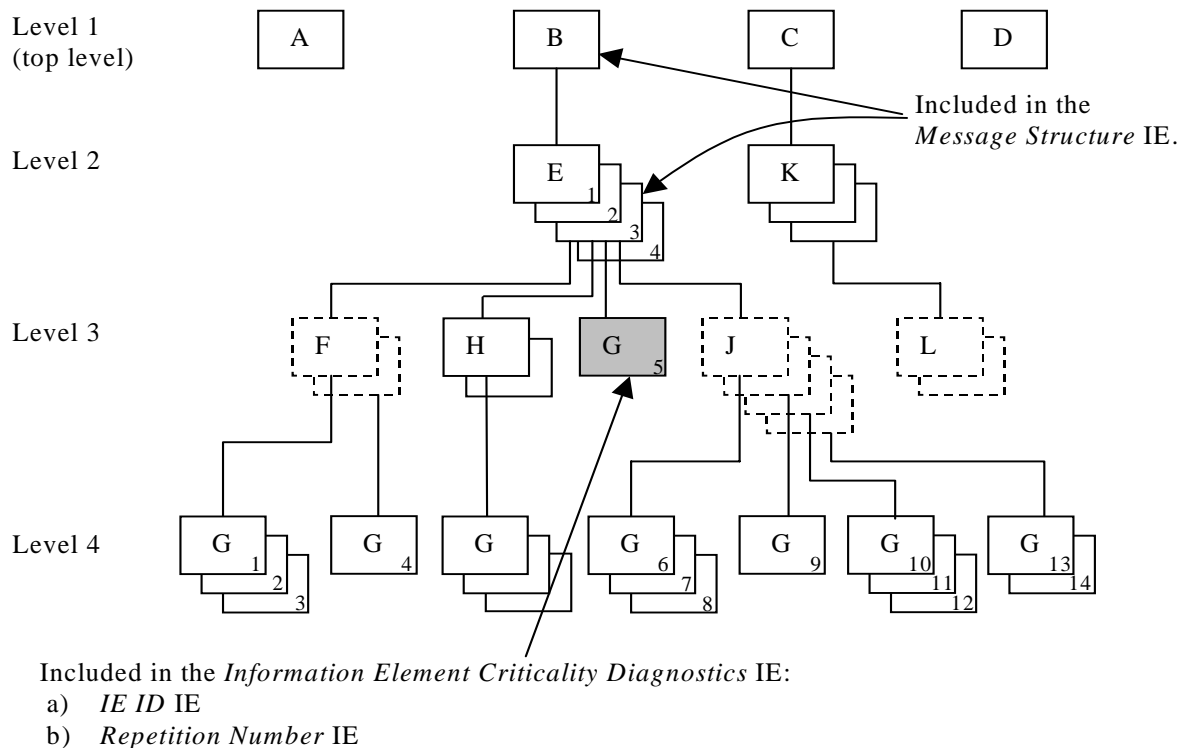 Level 1
(top level)
A
B
C
D
Included in the
Message Structure IE.
Level 2
E
1
2
3
4
K
Level 3
F
H
G
5
J
L
Level 4
G
1
2
3
G
4
G
G
6
7
8
G
9
G
10
11
12
G
13
14
Included in the Information Element Criticality Diagnostics IE:
a) IE ID IE
b) Repetition Number IE